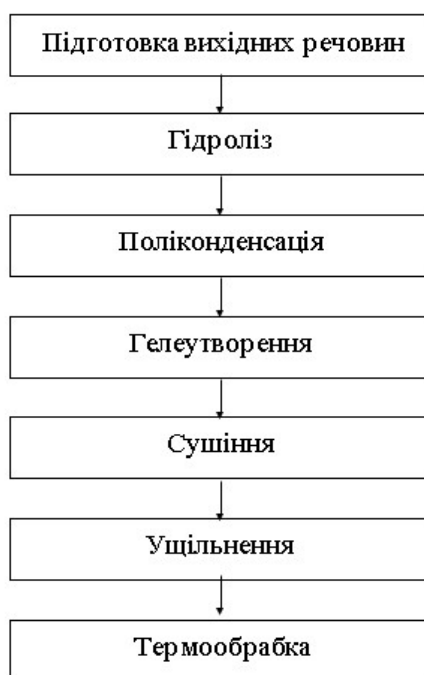 Підготовка вихідних речовин
Гідроліз
Поліконденсація
Гелеутворення
Сушіння
Ущільнення
Термообрабка